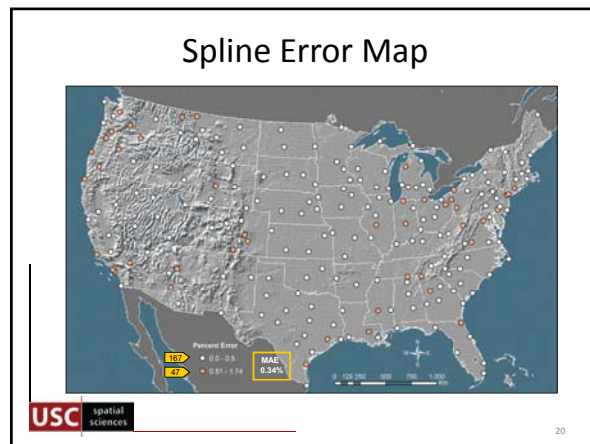 Spline Error Map
Percent Error
167
0.0 - 0.5
47
0.51 - 1.74
MAE
0.34%
N
W E
S
0 125 250 500 750 1,000
Km
USC spatial
sciences
20